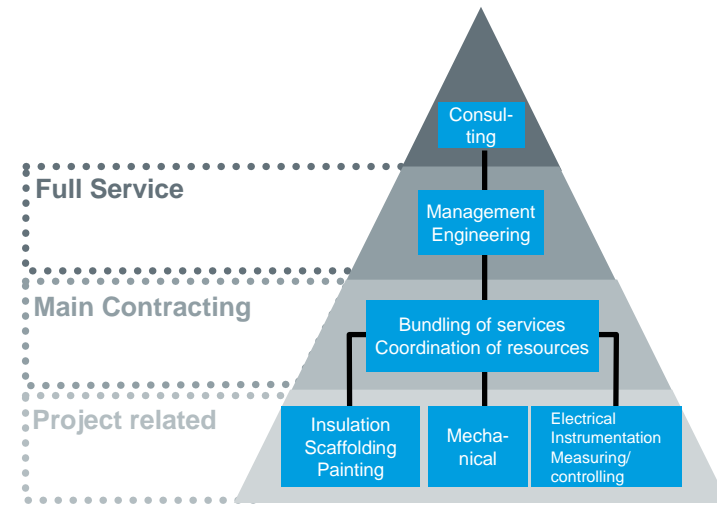 Consul-
ting
Full Service
Management
Engineering
Main Contracting
Bundling of services
Coordination of resources
Project related
Insulation
Scaffolding
Painting
Mecha-
nical
Electrical
Instrumentation
Measuring/
controlling